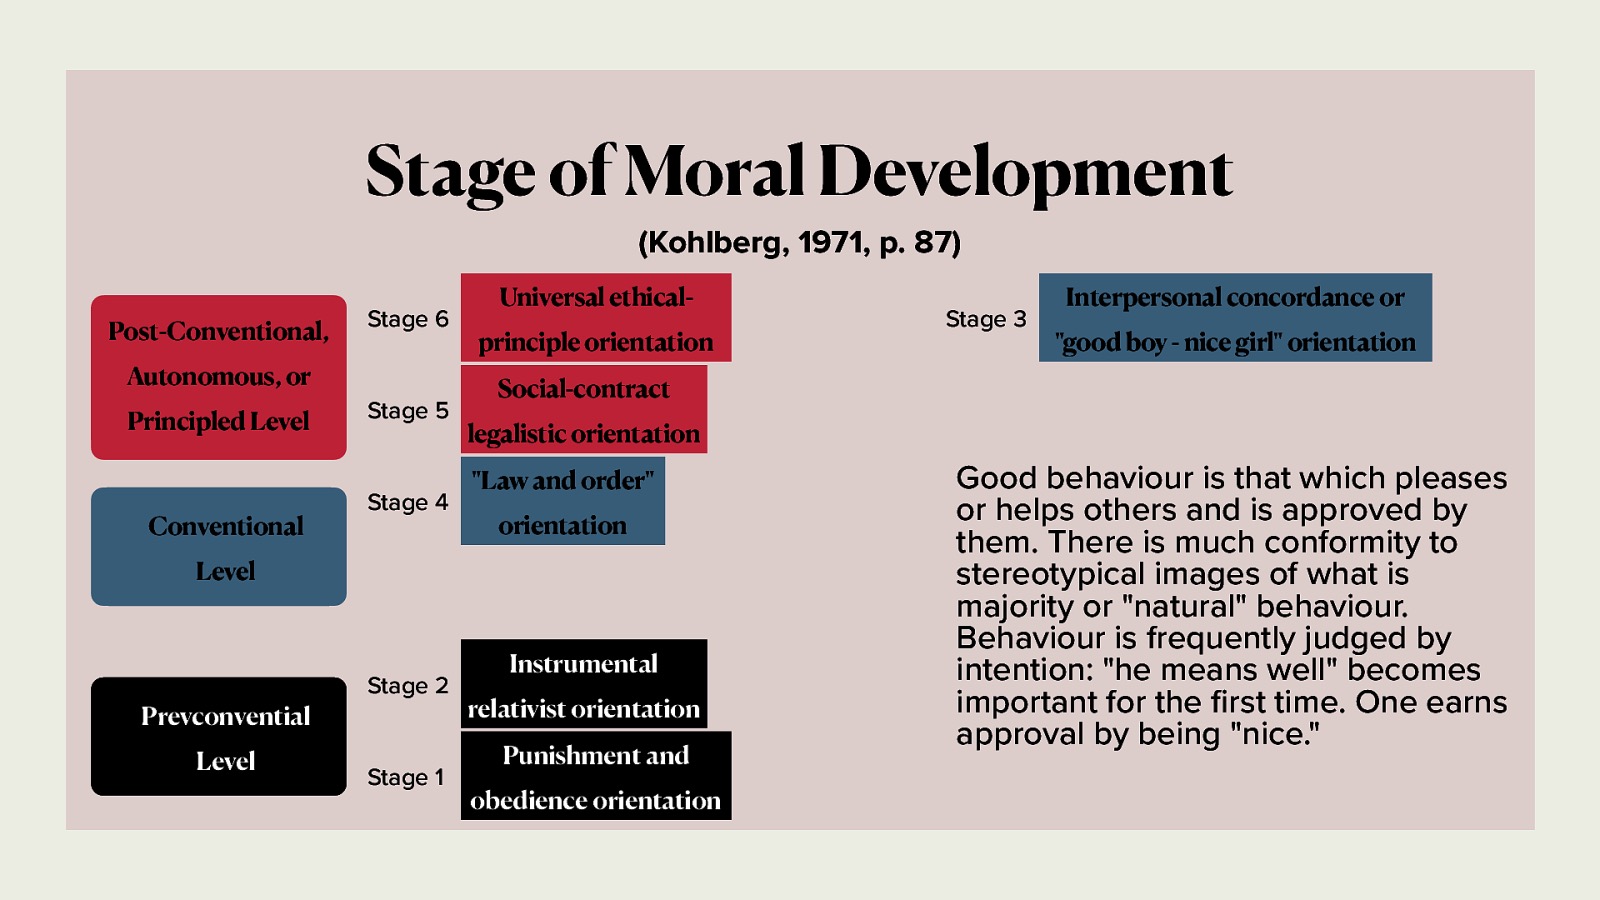 Stage of Moral Development
(Kohlberg, 1971, p. 87)
Post-Conventional,
Autonomous, or
Principled Level
Stage 6
Universal ethical-
principle orientation
Stage 5
Social-contract
legalistic orientation
Conventional
Level
Stage 4
"Law and order"
orientation
Prevconvential
Level
Stage 2
Instrumental
relativist orientation
Stage 1
Punishment and
obedience orientation
Stage 3
Interpersonal concordance or
"good boy - nice girl" orientation
Good behaviour is that which pleases
or helps others and is approved by
them. There is much conformity to
stereotypical images of what is
majority or "natural" behaviour.
Behaviour is frequently judged by
intention: "he means well" becomes
important for the first time. One earns
approval by being "nice."